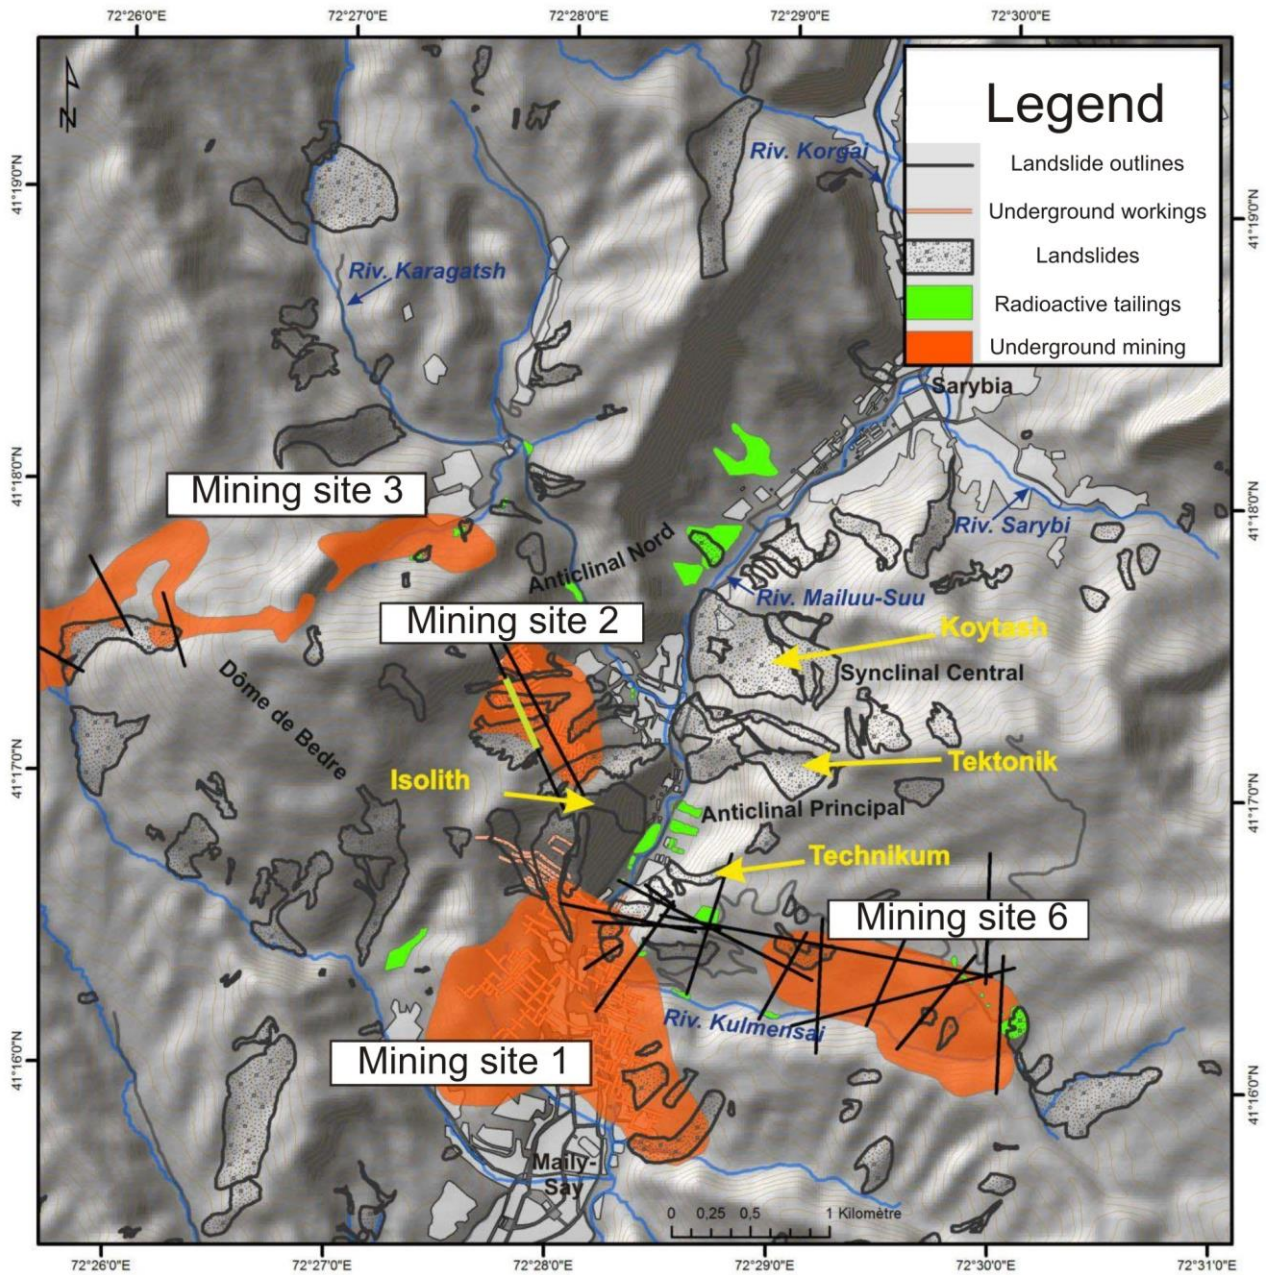 72°26'0"E
72°27'0"E
72°28'0"E
72°29'0"E
72°30'0"E
N
Legend
Landslide outlines
Underground workings
Landslides
Radioactive tailings
Underground mining
Riv. Korgai
41°19'0"N
41°19'0"N
Riv. Karagatsh
Sarybia
41°18'0"N
Mining site 3
41°18'0"N
Riv. Sarybi
Anticlinal Nord
Riv. Mailuu-Suu
Mining site 2
Koytash
Synclinal Central
Dôme de Bedre
41°17'0"N
Tektonik
Isolith
41°17'0"N
Anticlinal Principal
Technikum
Mining site 6
Riv. Kulmensai
41°16'0"N
Mining site 1
41°16'0"N
Maily-
Say
0 0,25 0,5 1 Kilomètre
72°26'0"E
72°27'0"E
72°28'0"E
72°29'0"E
72°30'0"E
72°31'0"E